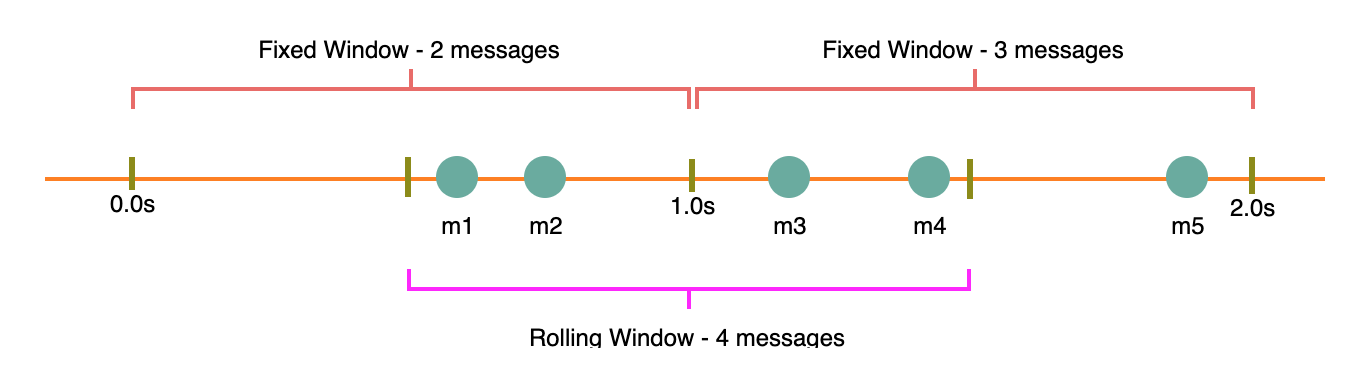 Fixed Window - 2 messages
Fixed Window - 3 messages
0.0s
1.0s
2.0s
m1
m2
m3
m4
m5
Rolling Window - 4 messages